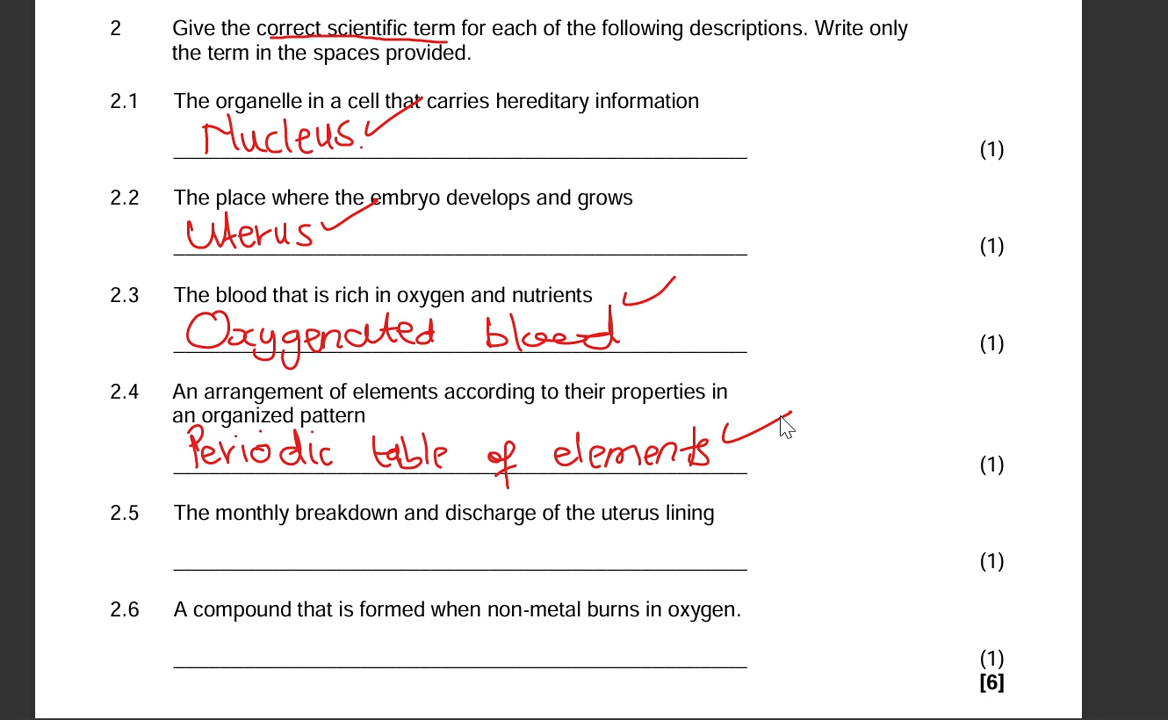 2 Give the correct scientific term for each of the following descriptions. Write only
the term in the spaces provided.
2.1 The organelle in a cell that carries hereditary information
Nucleus.
(1)
2.2 The place where the embryo develops and grows
Uterus
(1)
2.3 The blood that is rich in oxygen and nutrients
Oxygenated blood
(1)
2.4 An arrangement of elements according to their properties in
an organized pattern
Periodic table of elements
(1)
2.5 The monthly breakdown and discharge of the uterus lining
(1)
2.6 A compound that is formed when non-metal burns in oxygen.
(1)
[6]